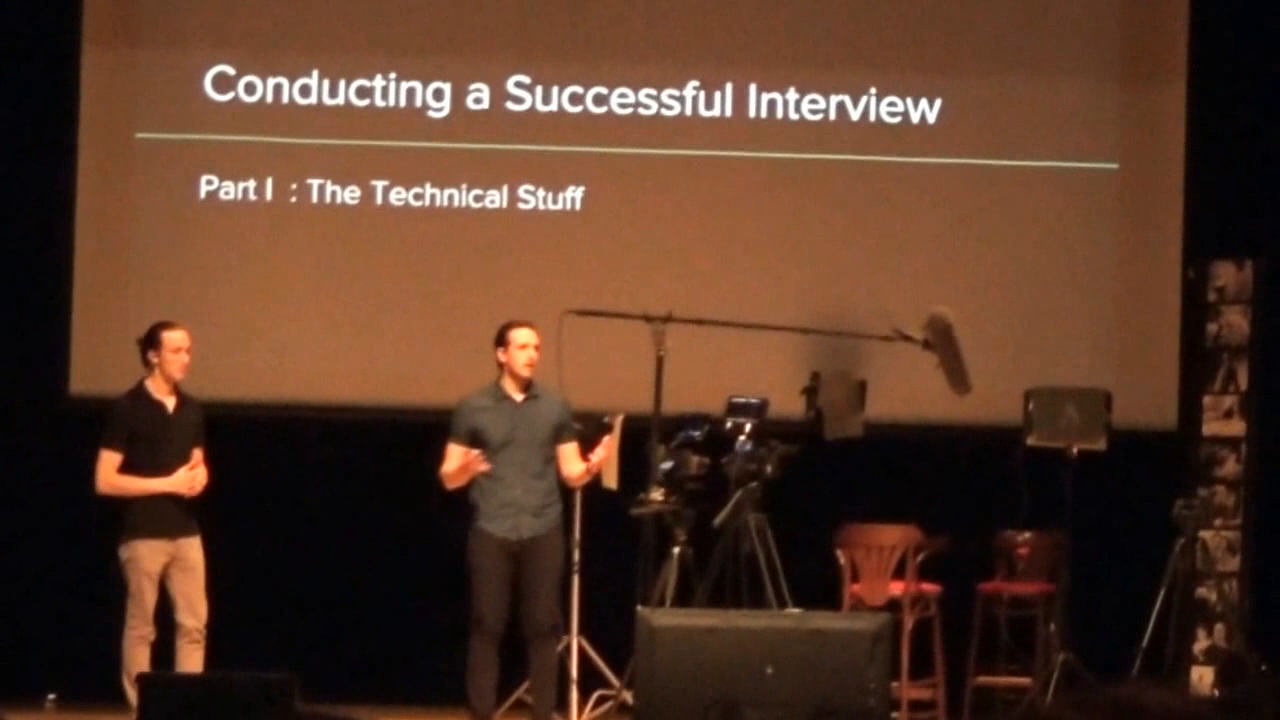 Conducting a Successful Interview
Part I : The Technical Stuff